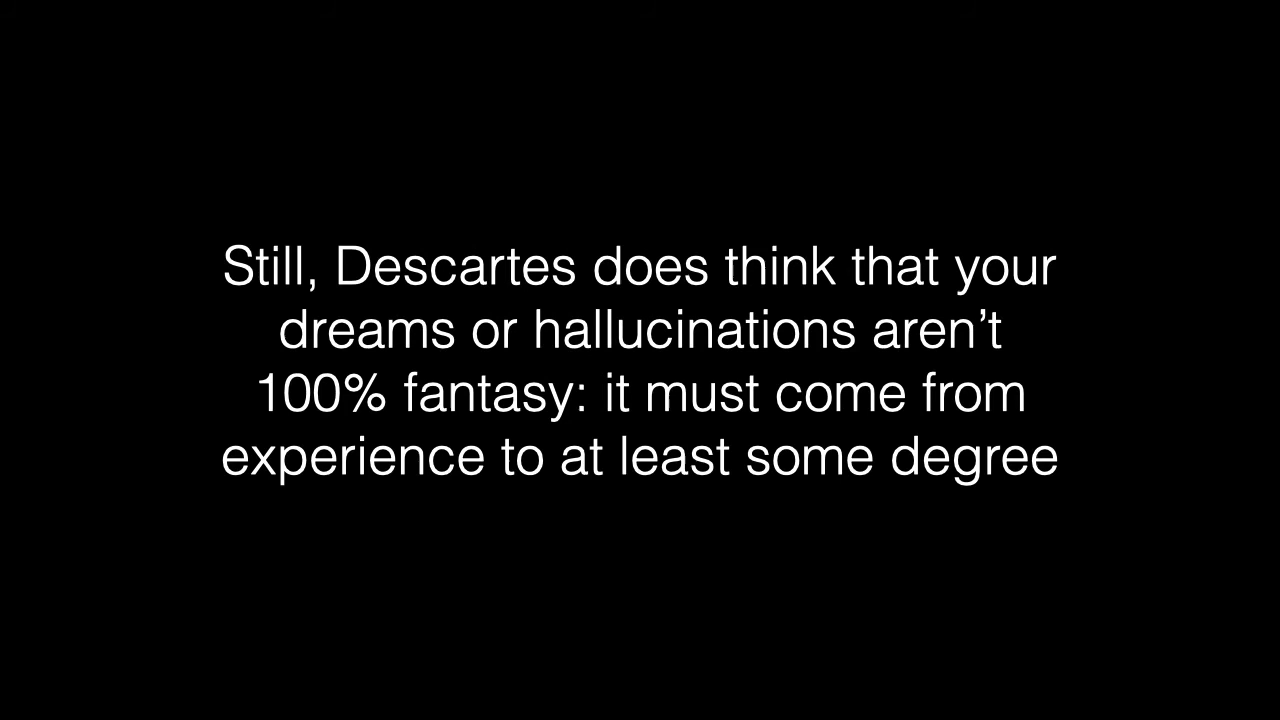 Still, Descartes does think that your
dreams or hallucinations aren’t
100% fantasy: it must come from
experience to at least some degree